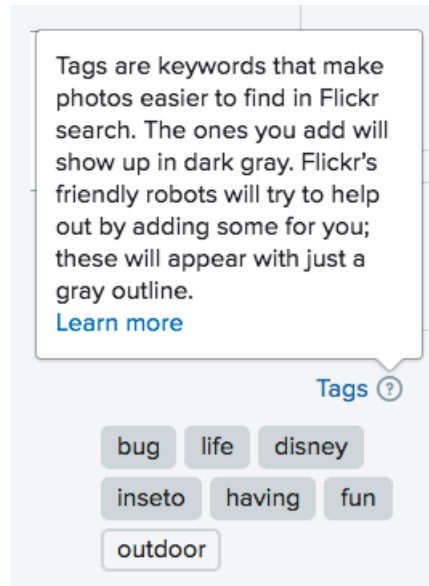 Tags are keywords that make
photos easier to find in Flickr
search. The ones you add will
show up in dark gray. Flickr's
friendly robots will try to help
out by adding some for you;
these will appear with just a
gray outline.
Learn more
Tags ?
bug life disney
inseto having fun
outdoor